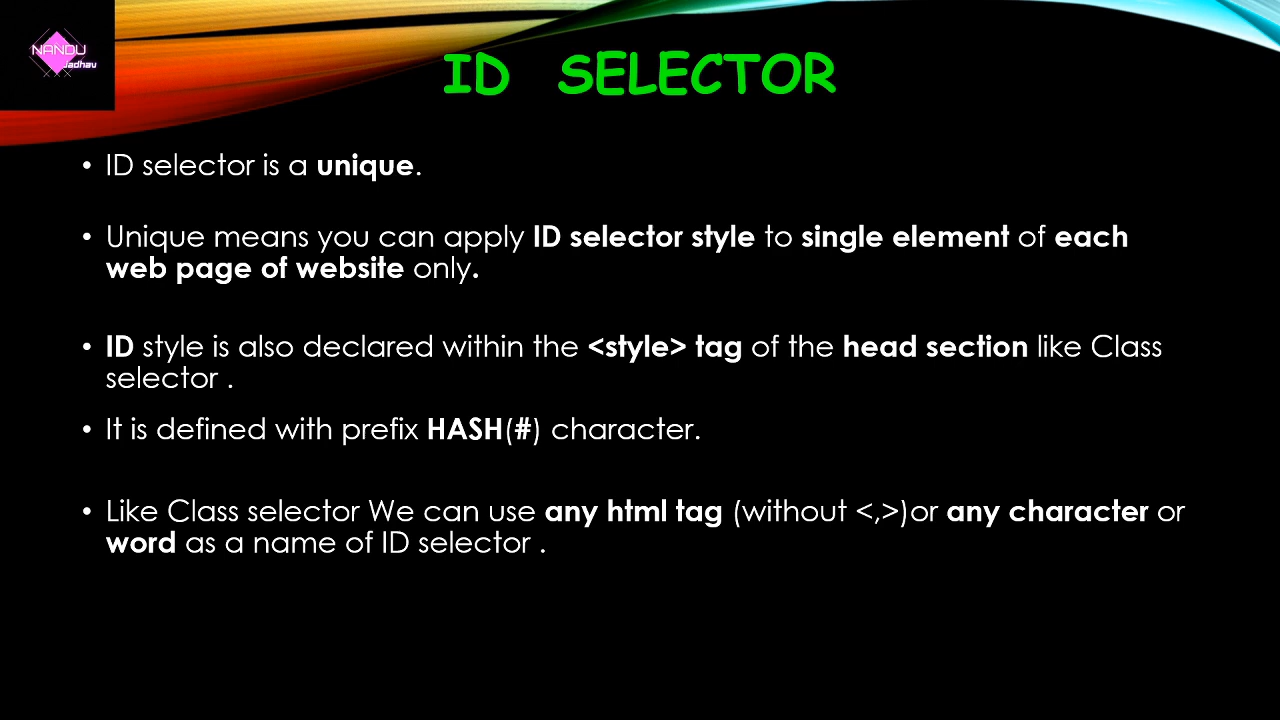 NANDU
Jadhav
ID SELECTOR
• ID selector is a unique.
• Unique means you can apply ID selector style to single element of each
web page of website only.
• ID style is also declared within the <style> tag of the head section like Class
selector .
• It is defined with prefix HASH(#) character.
• Like Class selector We can use any html tag (without <,>)or any character or
word as a name of ID selector .